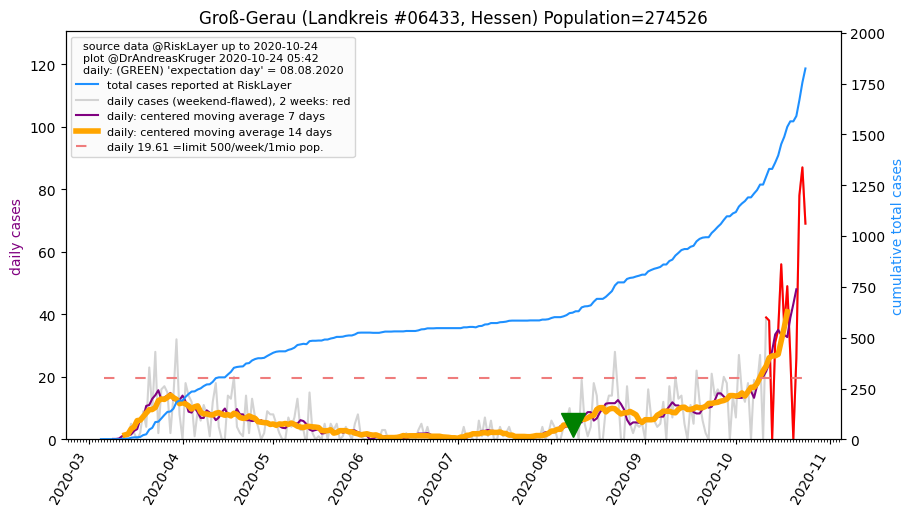 Groß-Gerau (Landkreis #06433, Hessen) Population=274526
source data @RiskLayer up to 2020-10-24
plot @DrAndreasKruger 2020-10-24 05:42
daily: (GREEN) 'expectation day' = 08.08.2020
total cases reported at RiskLayer
daily cases (weekend-flawed), 2 weeks: red
daily: centered moving average 7 days
daily: centered moving average 14 days
daily 19.61 =limit 500/week/1mio pop.
daily cases
120
100
80
60
40
20
0
cumulative total cases
2000
1750
1500
1250
1000
750
500
250
0
2020-03
2020-04
2020-05
2020-06
2020-07
2020-08
2020-09
2020-10
2020-11